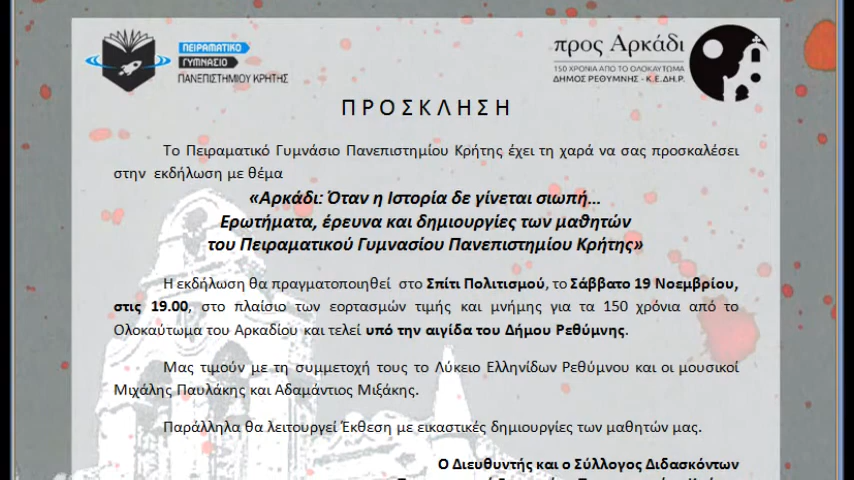 ΠΕΙΡΑΜΑΤΙΚΟ
ΓΥΜΝΑΣΙΟ
ΠΑΝΕΠΙΣΤΗΜΙΟΥ ΚΡΗΤΗΣ
προς Αρκάδι
150 ΧΡΟΝΙΑ ΑΠΟ ΤΟ ΟΛΟΚΑΥΤΩΜΑ
ΔΗΜΟΣ ΡΕΘΥΜΝΗΣ - Κ.Ε.ΔΗ.Ρ.
ΠΡΟΣΚΛΗΣΗ
Το Πειραματικό Γυμνάσιο Πανεπιστημίου Κρήτης έχει τη χαρά να σας προσκαλέσει
στην εκδήλωση με θέμα
«Αρκάδι: Όταν η Ιστορία δε γίνεται σιωπή...
Ερωτήματα, έρευνα και δημιουργίες των μαθητών
του Πειραματικού Γυμνασίου Πανεπιστημίου Κρήτης»
Η εκδήλωση θα πραγματοποιηθεί στο Σπίτι Πολιτισμού, το Σάββατο 19 Νοεμβρίου,
στις 19.00, στο πλαίσιο των εορτασμών τιμής και μνήμης για τα 150 χρόνια από το
Ολοκαύτωμα του Αρκαδίου και τελεί υπό την αιγίδα του Δήμου Ρεθύμνης.
Μας τιμούν με τη συμμετοχή τους το Λύκειο Ελληνίδων Ρεθύμνου και οι μουσικοί
Μιχάλης Παυλάκης και Αδαμάντιος Μιξάκης.
Παράλληλα θα λειτουργεί Έκθεση με εικαστικές δημιουργίες των μαθητών μας.
Ο Διευθυντής και ο Σύλλογος Διδασκόντων